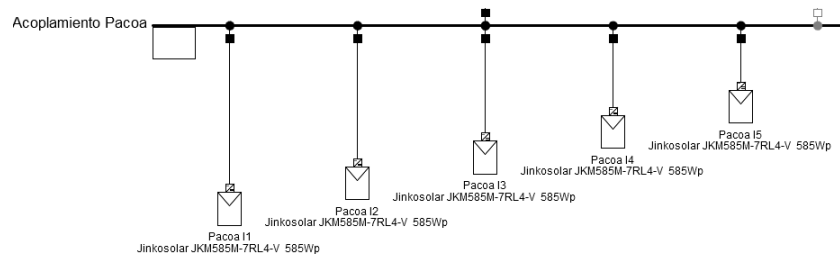 Acoplamiento Pacoa
Pacoa I5
Jinkosolar JKM585M-7RL4-V 585Wp
Pacoa I4
Jinkosolar JKM585M-7RL4-V 585Wp
Pacoa I3
Jinkosolar JKM585M-7RL4-V 585Wp
Pacoa I2
Jinkosolar JKM585M-7RL4-V 585Wp
Pacoa I1
Jinkosolar JKM585M-7RL4-V 585Wp